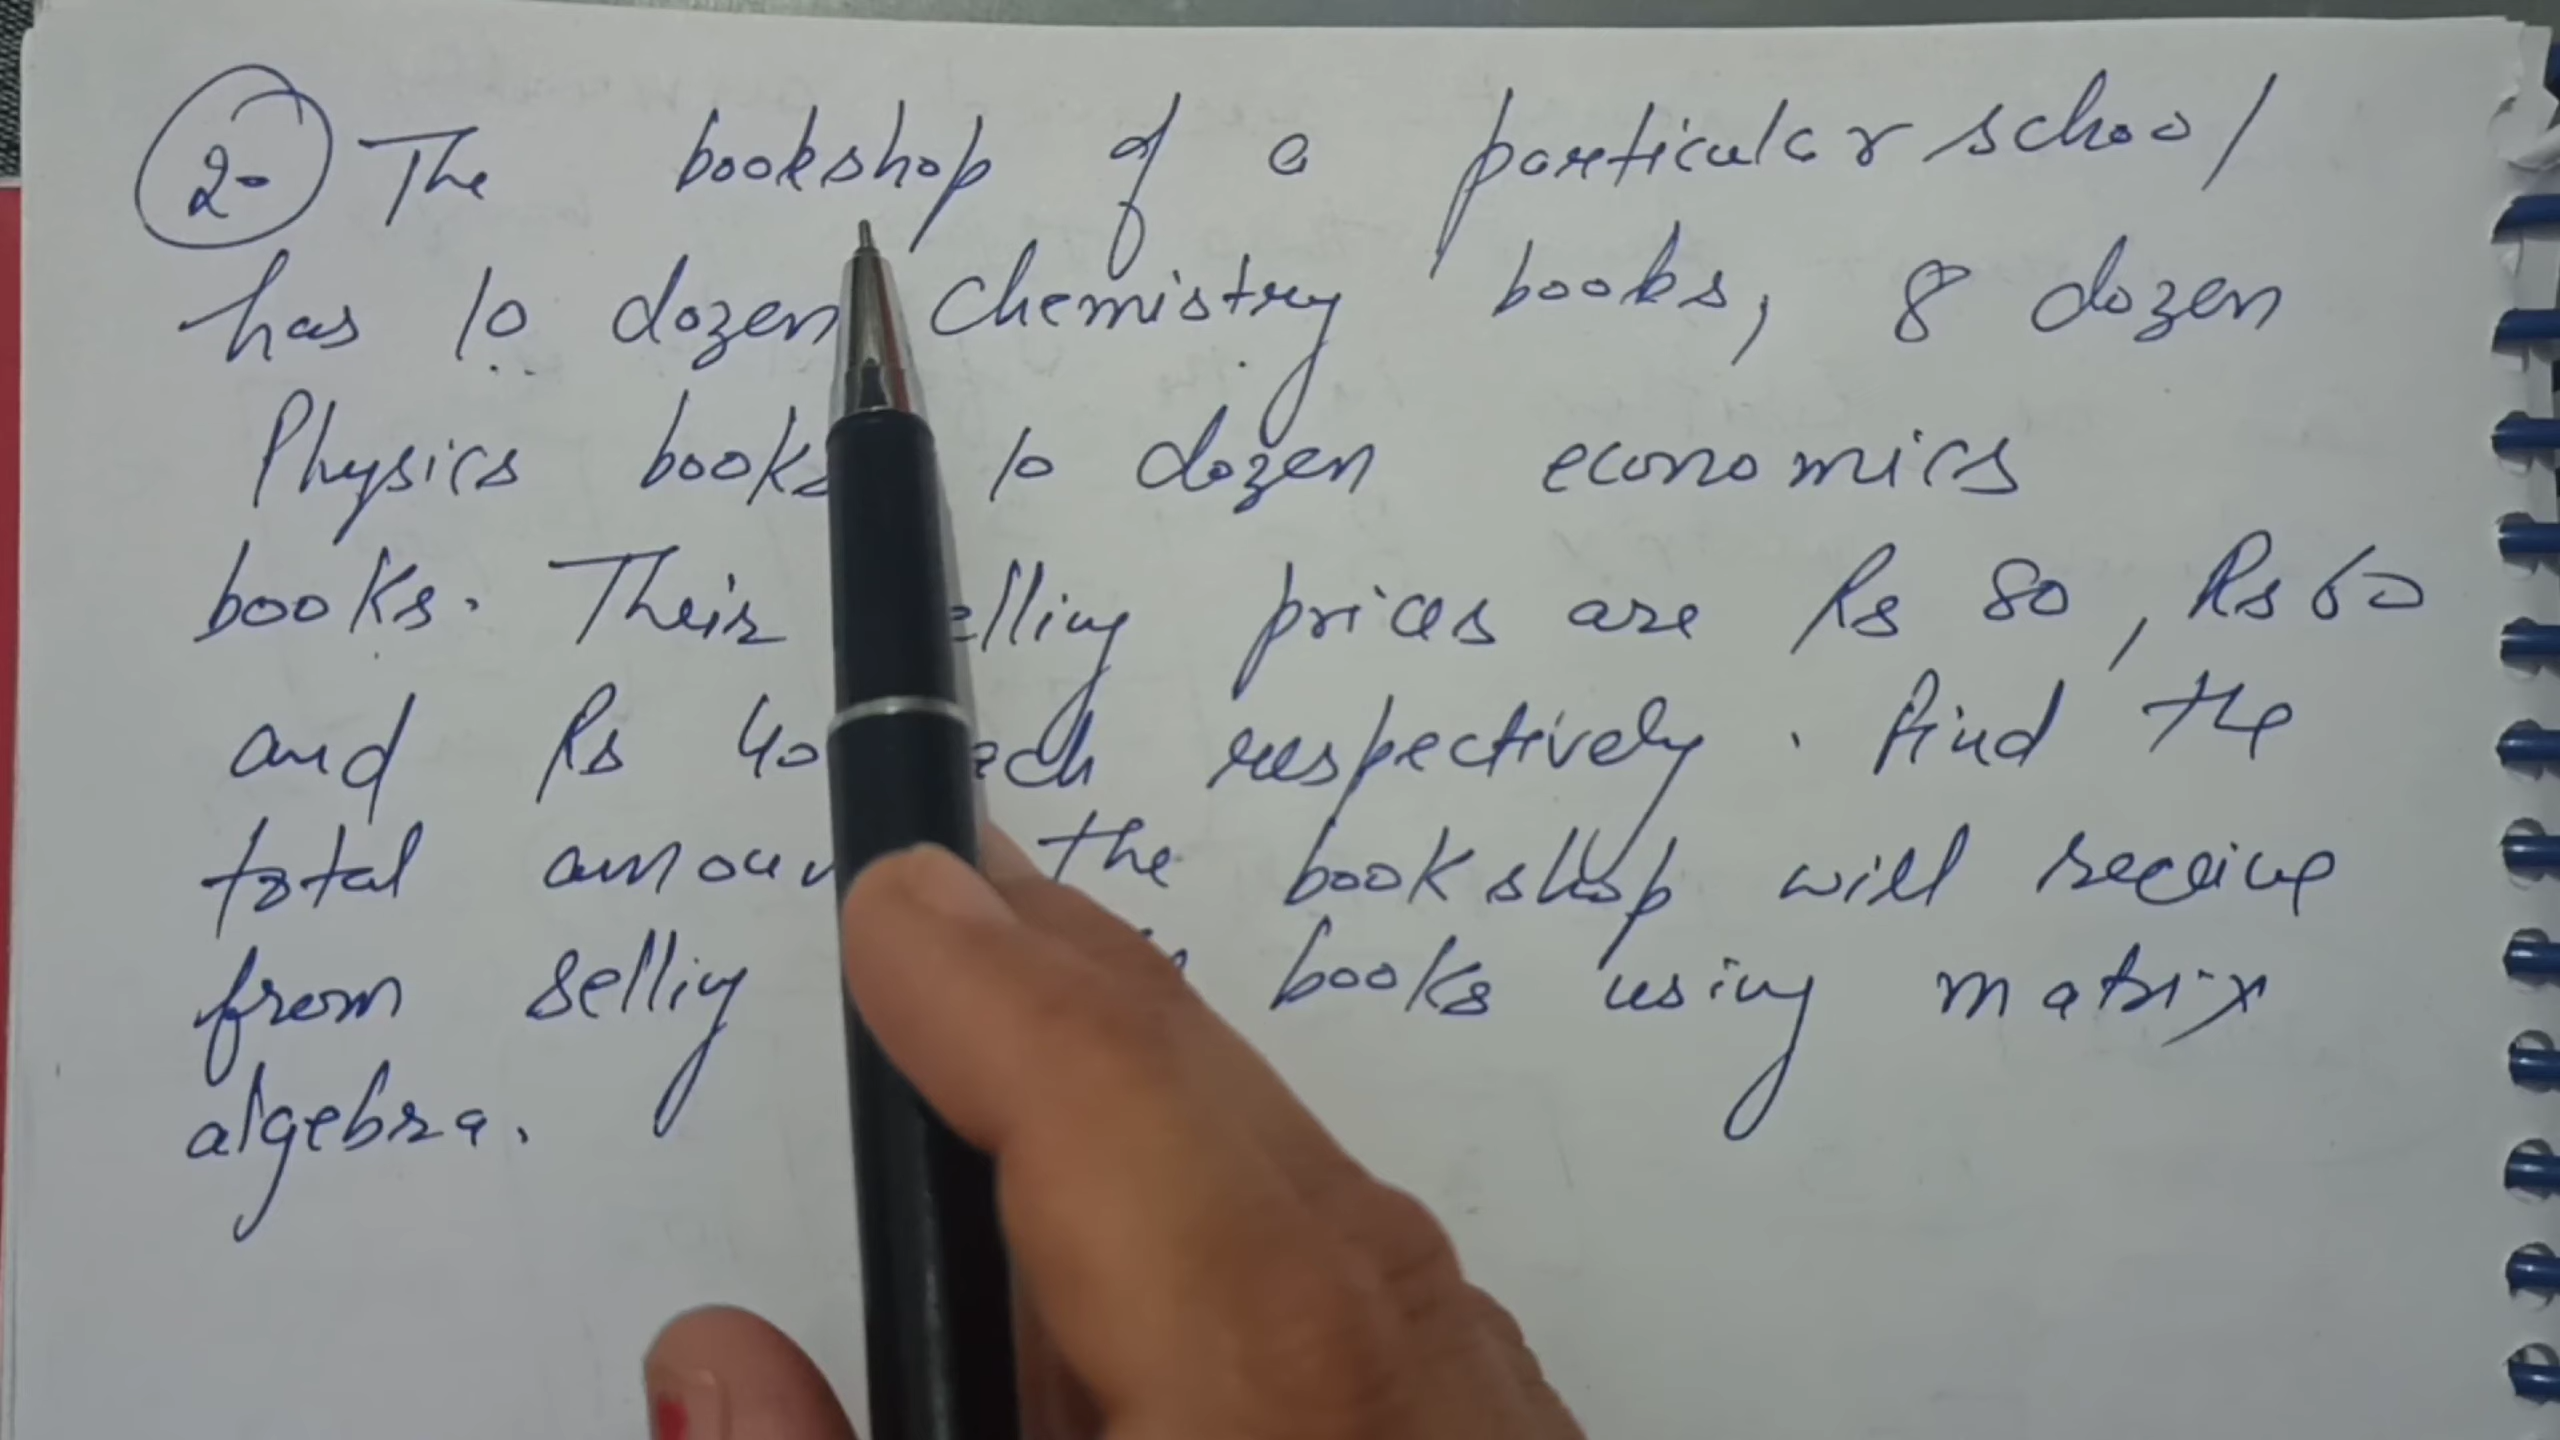 2- The bookshop of a particular school
has 10 dozen chemistry books, 8 dozen
Physics books 10 dozen economics
books. Their elling prices are Rs 80, Rs 60
and Rs 40 ach respectively. find the
total amoun the bookshop will receive
from selling books using matrix
algebra.